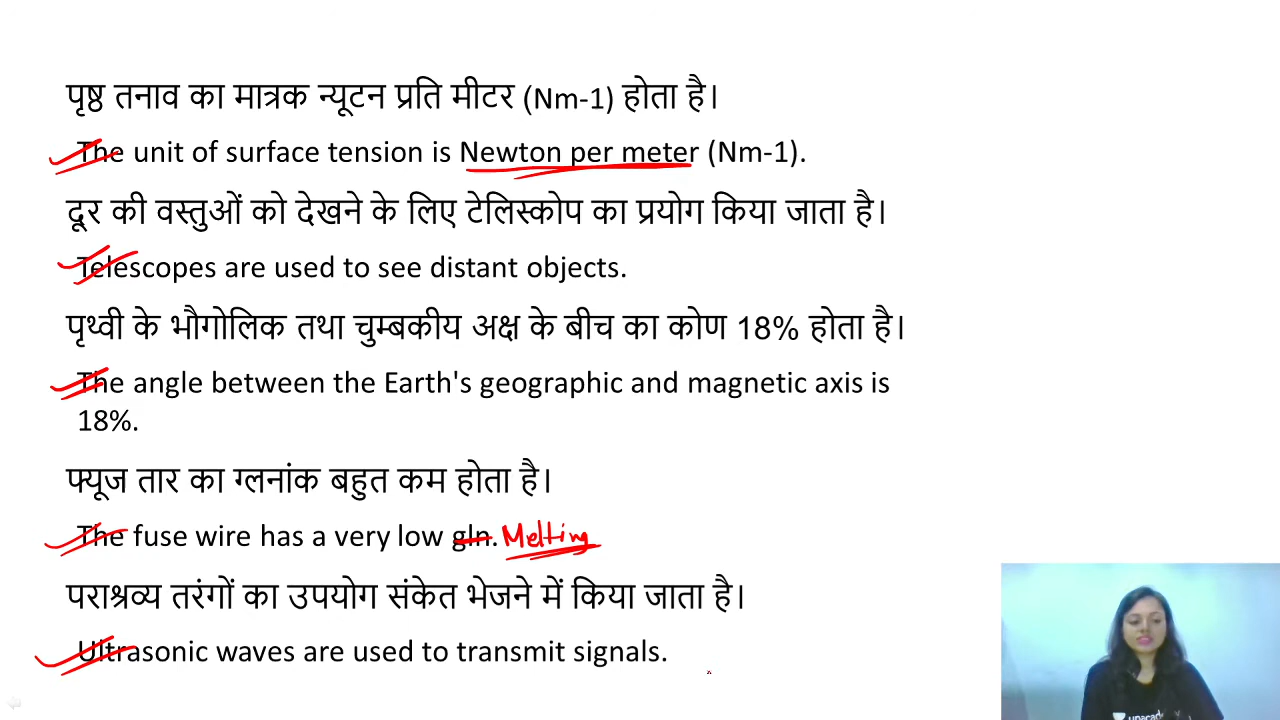 पृष्ठ तनाव का मात्रक न्यूटन प्रति मीटर (Nm-1) होता है।
The unit of surface tension is Newton per meter (Nm-1).
दूर की वस्तुओं को देखने के लिए टेलिस्कोप का प्रयोग किया जाता है।
Telescopes are used to see distant objects.
पृथ्वी के भौगोलिक तथा चुम्बकीय अक्ष के बीच का कोण 18% होता है।
The angle between the Earth's geographic and magnetic axis is
18%.
फ्यूज तार का ग्लनांक बहुत कम होता है।
The fuse wire has a very low gln. Melting
पराश्रव्य तरंगों का उपयोग संकेत भेजने में किया जाता है।
Ultrasonic waves are used to transmit signals.